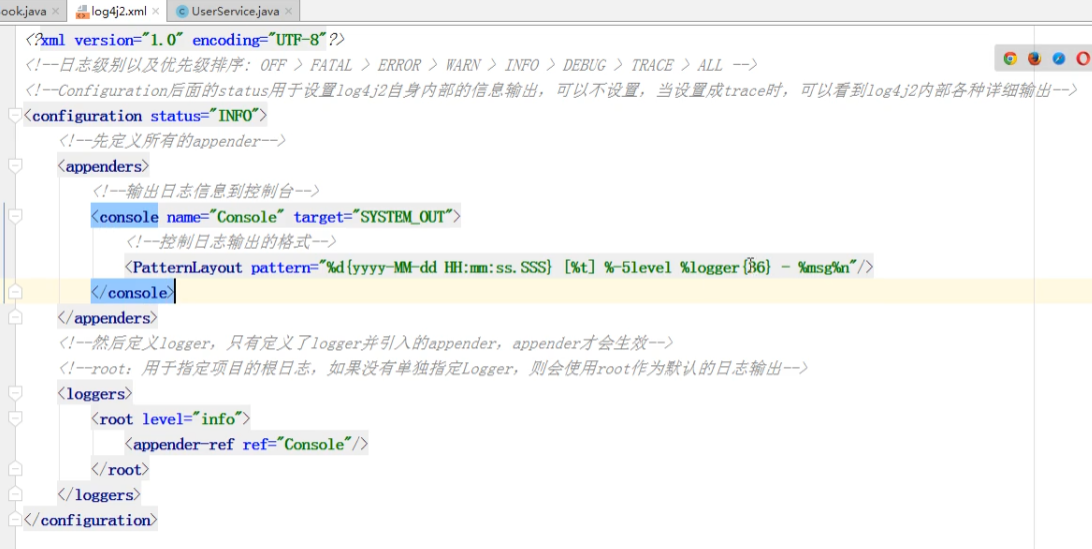 ook.java × log4j2.xml × UserService.java ×
<?xml version="1.0" encoding="UTF-8"?>
<!--日志级别以及优先级排序: OFF > FATAL > ERROR > WARN > INFO > DEBUG > TRACE > ALL -->
<!--Configuration后面的status用于设置log4j2自身内部的信息输出，可以不设置，当设置成trace时，可以看到log4j2内部各种详细输出-->
<configuration status="INFO">
<!--先定义所有的appender-->
<appenders>
<!--输出日志信息到控制台-->
<console name="Console" target="SYSTEM_OUT">
<!--控制日志输出的格式-->
<PatternLayout pattern="%d{yyyy-MM-dd HH:mm:ss.SSS} [%t] %-5level %logger{36} - %msg%n"/>
</console>
</appenders>
<!--然后定义logger，只有定义了logger并引入的appender，appender才会生效-->
<!--root：用于指定项目的根日志，如果没有单独指定Logger，则会使用root作为默认的日志输出-->
<loggers>
<root level="info">
<appender-ref ref="Console"/>
</root>
</loggers>
</configuration>